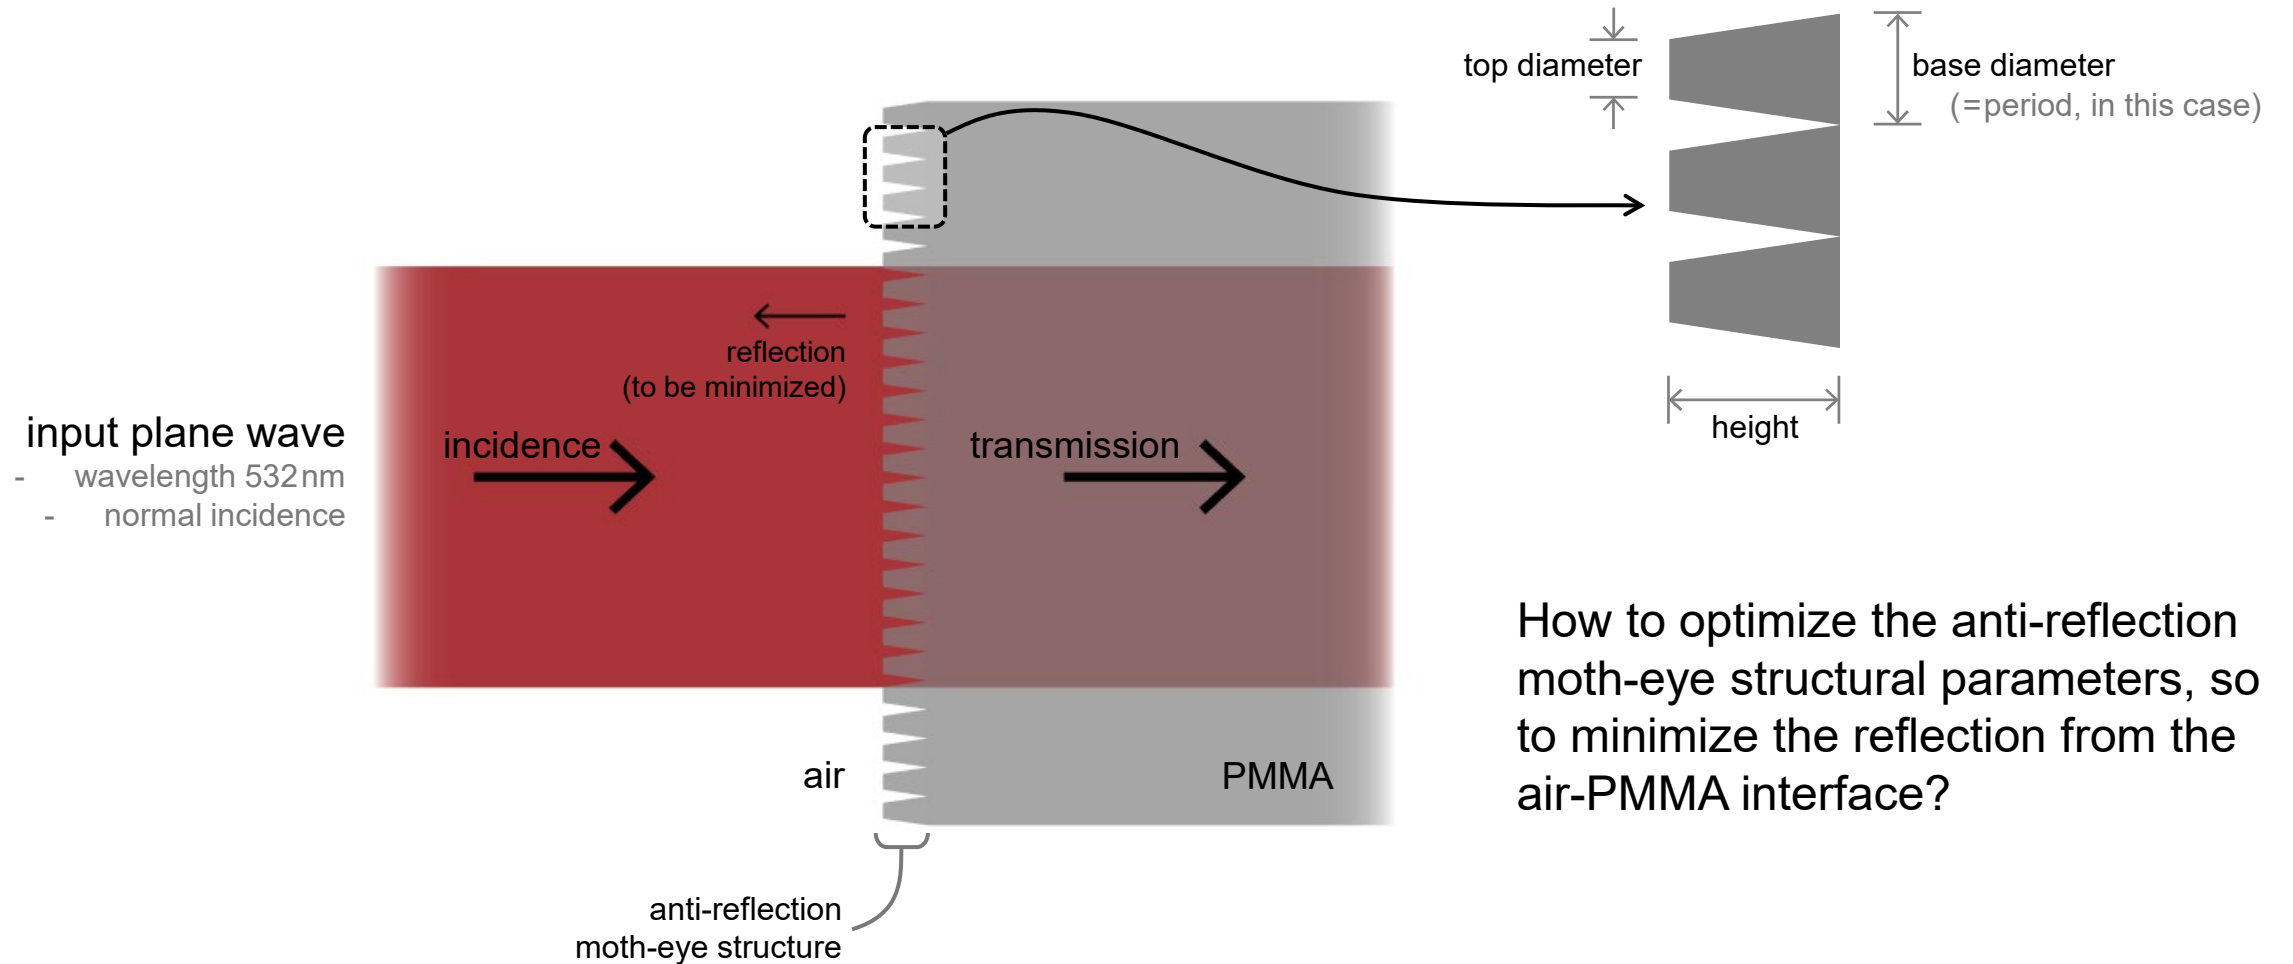 top diameter
base diameter
(=period, in this case)
reflection
(to be minimized)
height
input plane wave
- wavelength 532nm
- normal incidence
incidence
transmission
How to optimize the anti-reflection
moth-eye structural parameters, so
to minimize the reflection from the
air-PMMA interface?
air
PMMA
anti-reflection
moth-eye structure